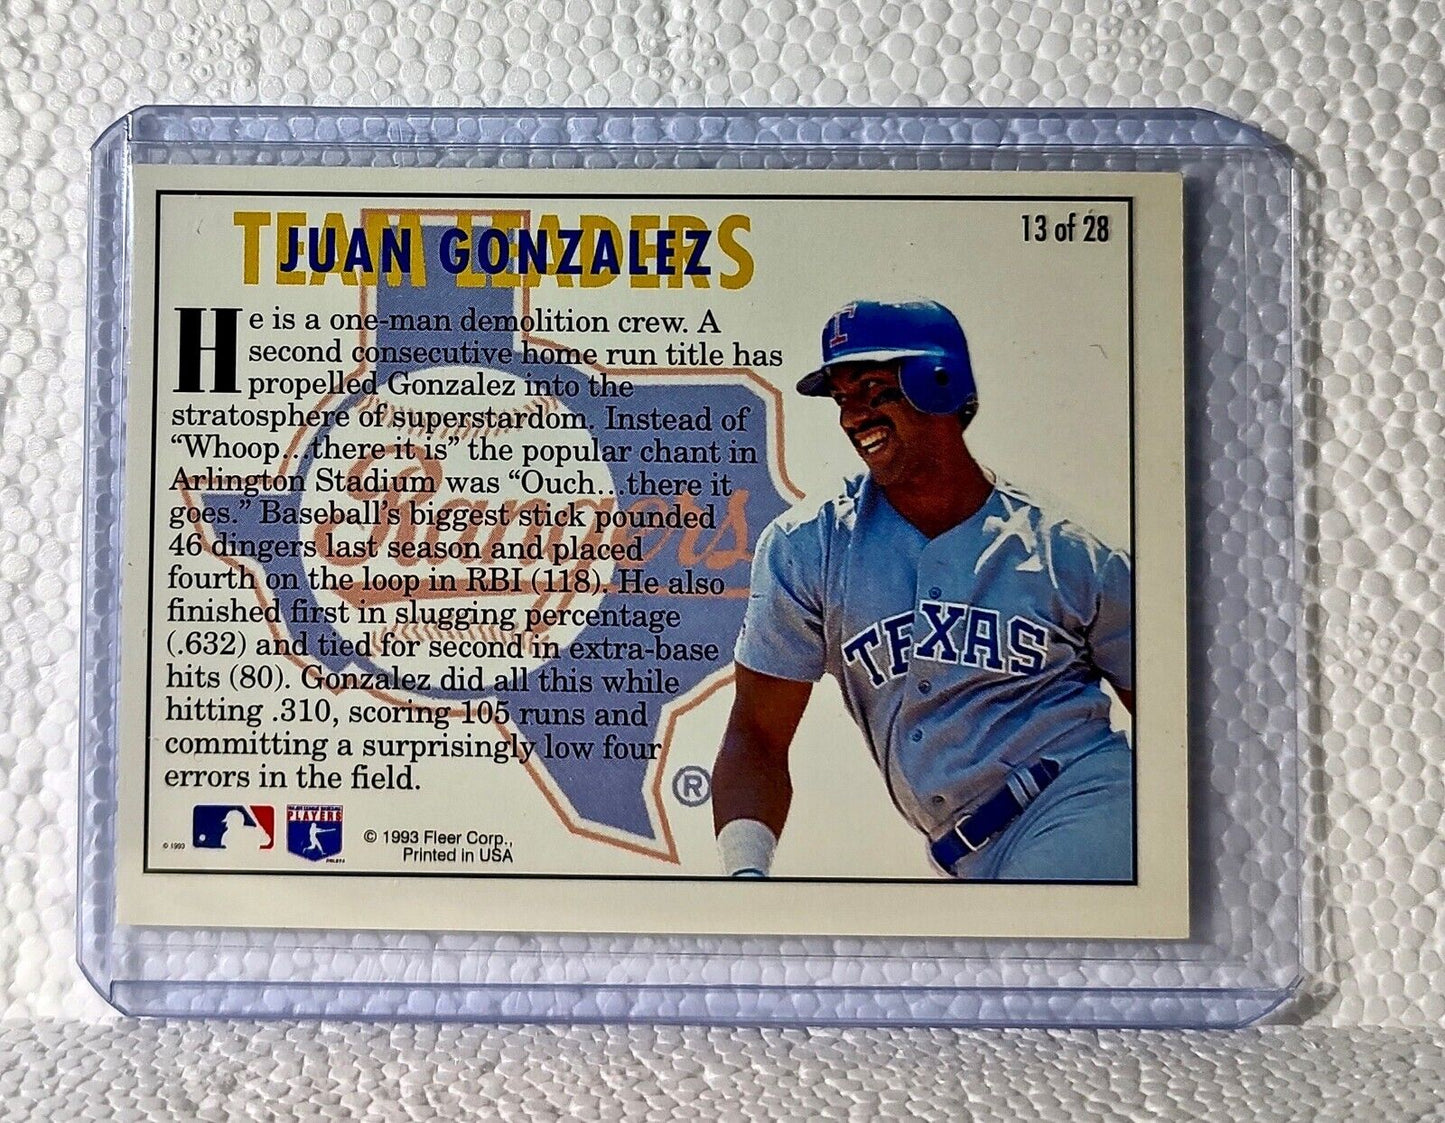 TEAM LEADERS
JUAN GONZALEZ
13 of 28
He is a one-man demolition crew. A
second consecutive home run title has
propelled Gonzalez into the
stratosphere of superstardom. Instead of
“Whoop...there it is” the popular chant in
Arlington Stadium was “Ouch...there it
goes.” Baseball’s biggest stick pounded
46 dingers last season and placed
fourth on the loop in RBI (118). He also
finished first in slugging percentage
(.632) and tied for second in extra-base
hits (80). Gonzalez did all this while
hitting .310, scoring 105 runs and
committing a surprisingly low four
errors in the field.
Rangers
®
T
TEXAS
© 1993
MAJOR LEAGUE BASEBALL
PLAYERS
© 1993 Fleer Corp.,
Printed in USA